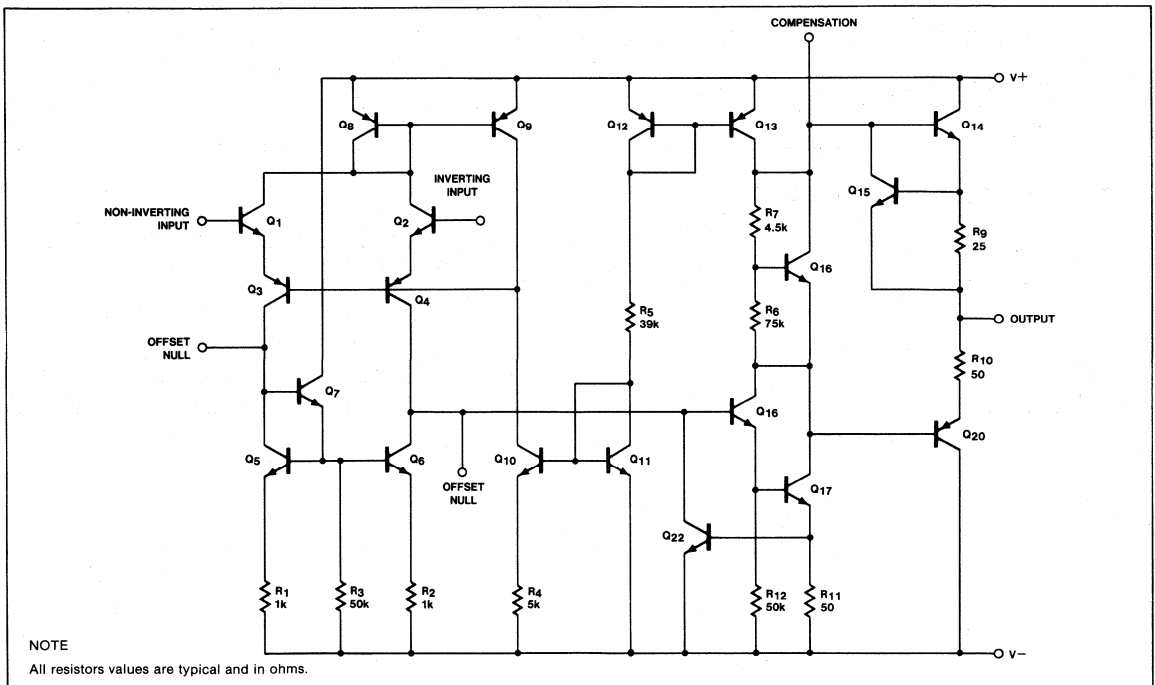 COMPENSATION
V+
Q8
Q9
Q12
Q13
Q14
INVERTING
INPUT
Q15
NON-INVERTING
INPUT
Q1
Q2
R7
4.5k
R9
25
Q16
Q3
Q4
R5
39k
R6
75k
OUTPUT
OFFSET
NULL
R10
50
Q7
Q16
Q20
Q5
Q6
Q10
Q11
OFFSET
NULL
Q17
Q22
R1
1k
R3
50k
R2
1k
R4
5k
R12
50k
R11
50
NOTE
V−
All resistors values are typical and in ohms.